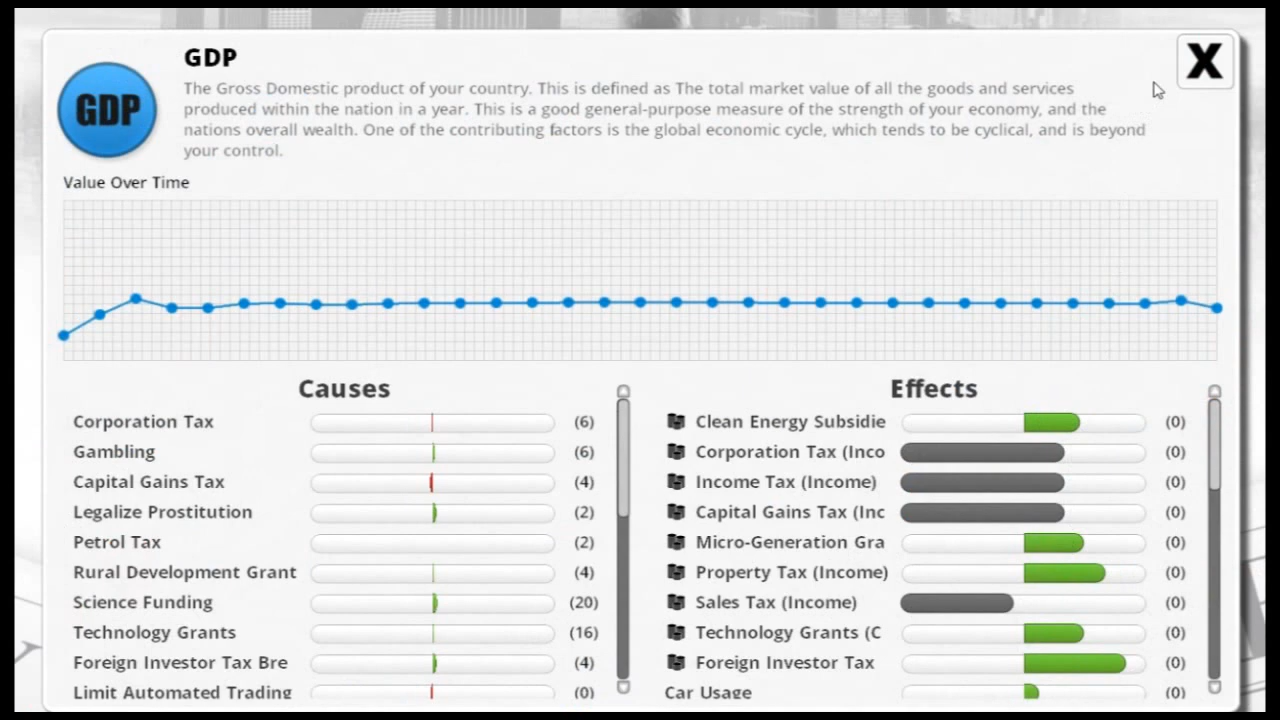 GDP
GDP
The Gross Domestic product of your country. This is defined as The total market value of all the goods and services
produced within the nation in a year. This is a good general-purpose measure of the strength of your economy, and the
nations overall wealth. One of the contributing factors is the global economic cycle, which tends to be cyclical, and is beyond
your control.
X
Value Over Time
Causes
Corporation Tax (6)
Gambling (6)
Capital Gains Tax (4)
Legalize Prostitution (2)
Petrol Tax (2)
Rural Development Grant (4)
Science Funding (20)
Technology Grants (16)
Foreign Investor Tax Bre (4)
Limit Automated Trading (0)
Effects
Clean Energy Subsidie (0)
Corporation Tax (Inco (0)
Income Tax (Income) (0)
Capital Gains Tax (Inc (0)
Micro-Generation Gra (0)
Property Tax (Income) (0)
Sales Tax (Income) (0)
Technology Grants (C (0)
Foreign Investor Tax (0)
Car Usage (0)